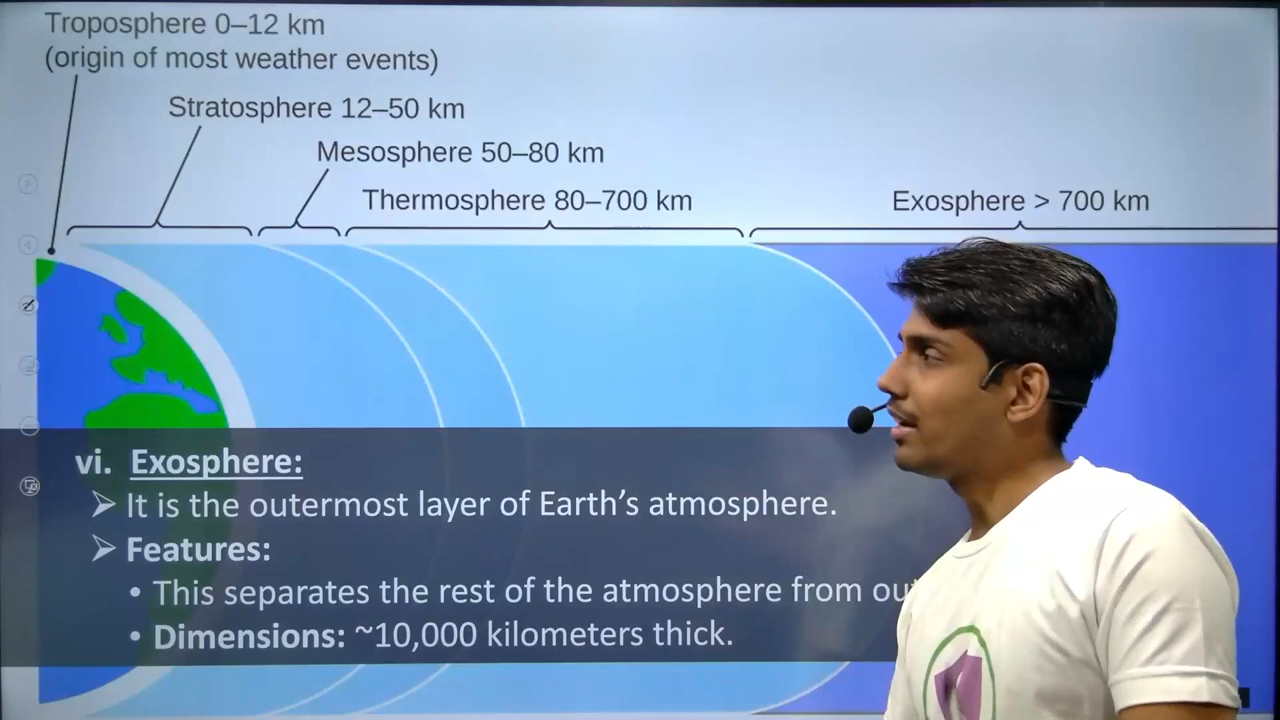 Troposphere 0–12 km
(origin of most weather events)
Stratosphere 12–50 km
Mesosphere 50–80 km
Thermosphere 80–700 km
Exosphere > 700 km
vi. Exosphere:
➢ It is the outermost layer of Earth’s atmosphere.
➢ Features:
• This separates the rest of the atmosphere from
• Dimensions: ~10,000 kilometers thick.